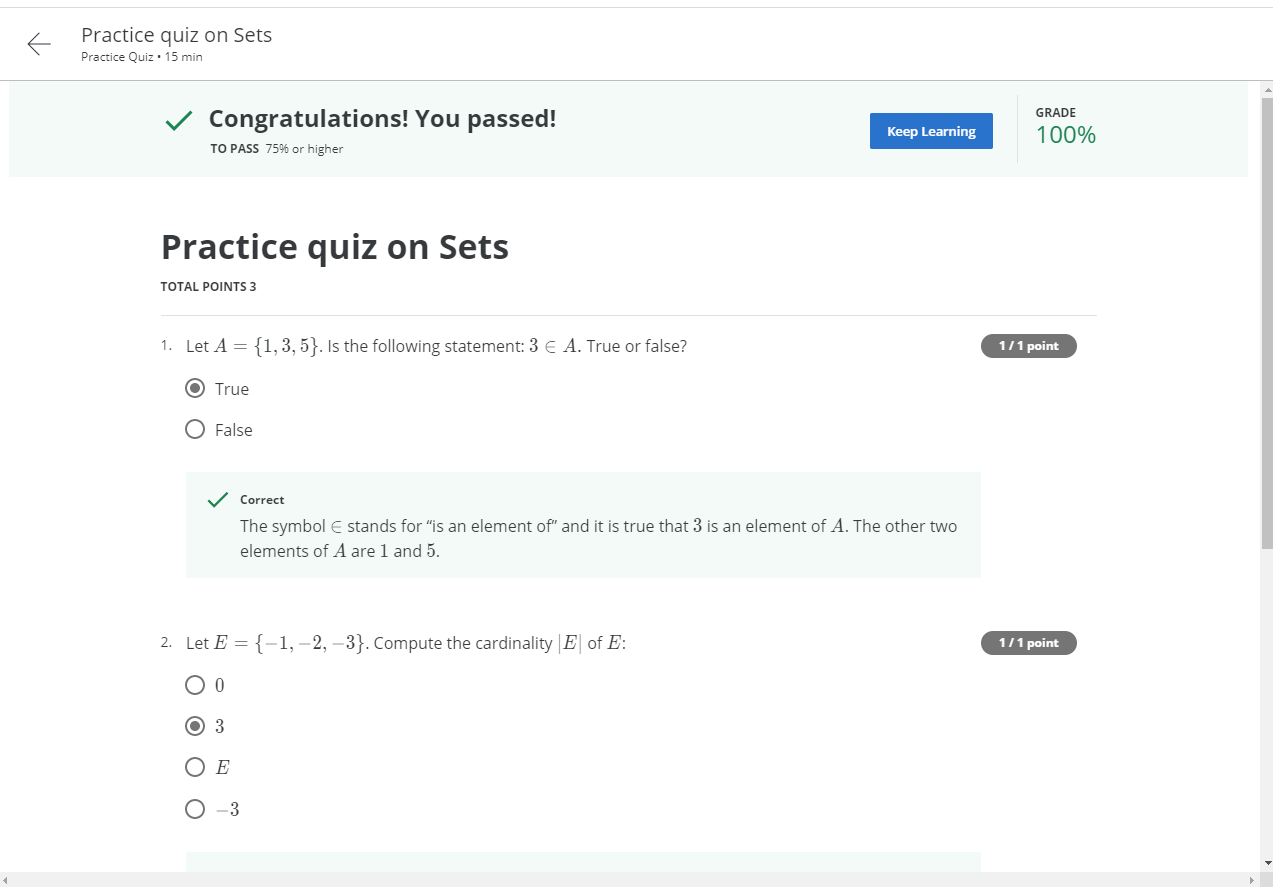 Practice quiz on Sets
Practice Quiz • 15 min
Congratulations! You passed!
TO PASS 75% or higher
Keep Learning
GRADE
100%
Practice quiz on Sets
TOTAL POINTS 3
1. Let A = {1, 3, 5}. Is the following statement: 3 ∈ A. True or false?
1 / 1 point
True
False
Correct
The symbol ∈ stands for “is an element of” and it is true that 3 is an element of A. The other two
elements of A are 1 and 5.
2. Let E = {−1, −2, −3}. Compute the cardinality |E| of E:
1 / 1 point
0
3
E
−3